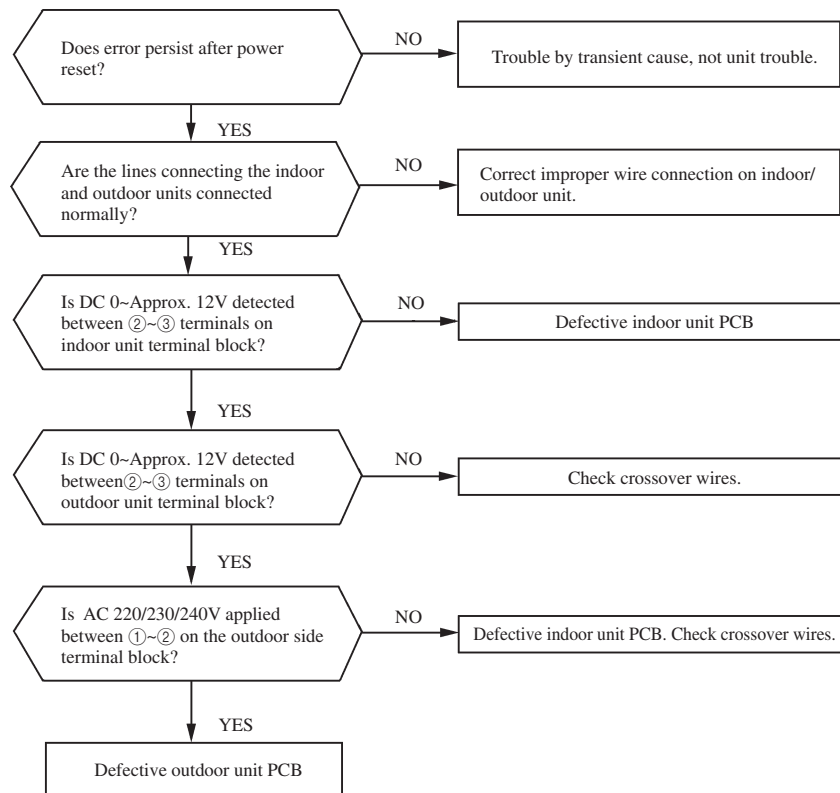 Does error persist after power
reset?
NO
Trouble by transient cause, not unit trouble.
YES
Are the lines connecting the indoor
and outdoor units connected
normally?
NO
Correct improper wire connection on indoor/
outdoor unit.
YES
Is DC 0~Approx. 12V detected
between ②~③ terminals on
indoor unit terminal block?
NO
Defective indoor unit PCB
YES
Is DC 0~Approx. 12V detected
between②~③ terminals on
outdoor unit terminal block?
NO
Check crossover wires.
YES
Is AC 220/230/240V applied
between ①~② on the outdoor side
terminal block?
NO
Defective indoor unit PCB. Check crossover wires.
YES
Defective outdoor unit PCB